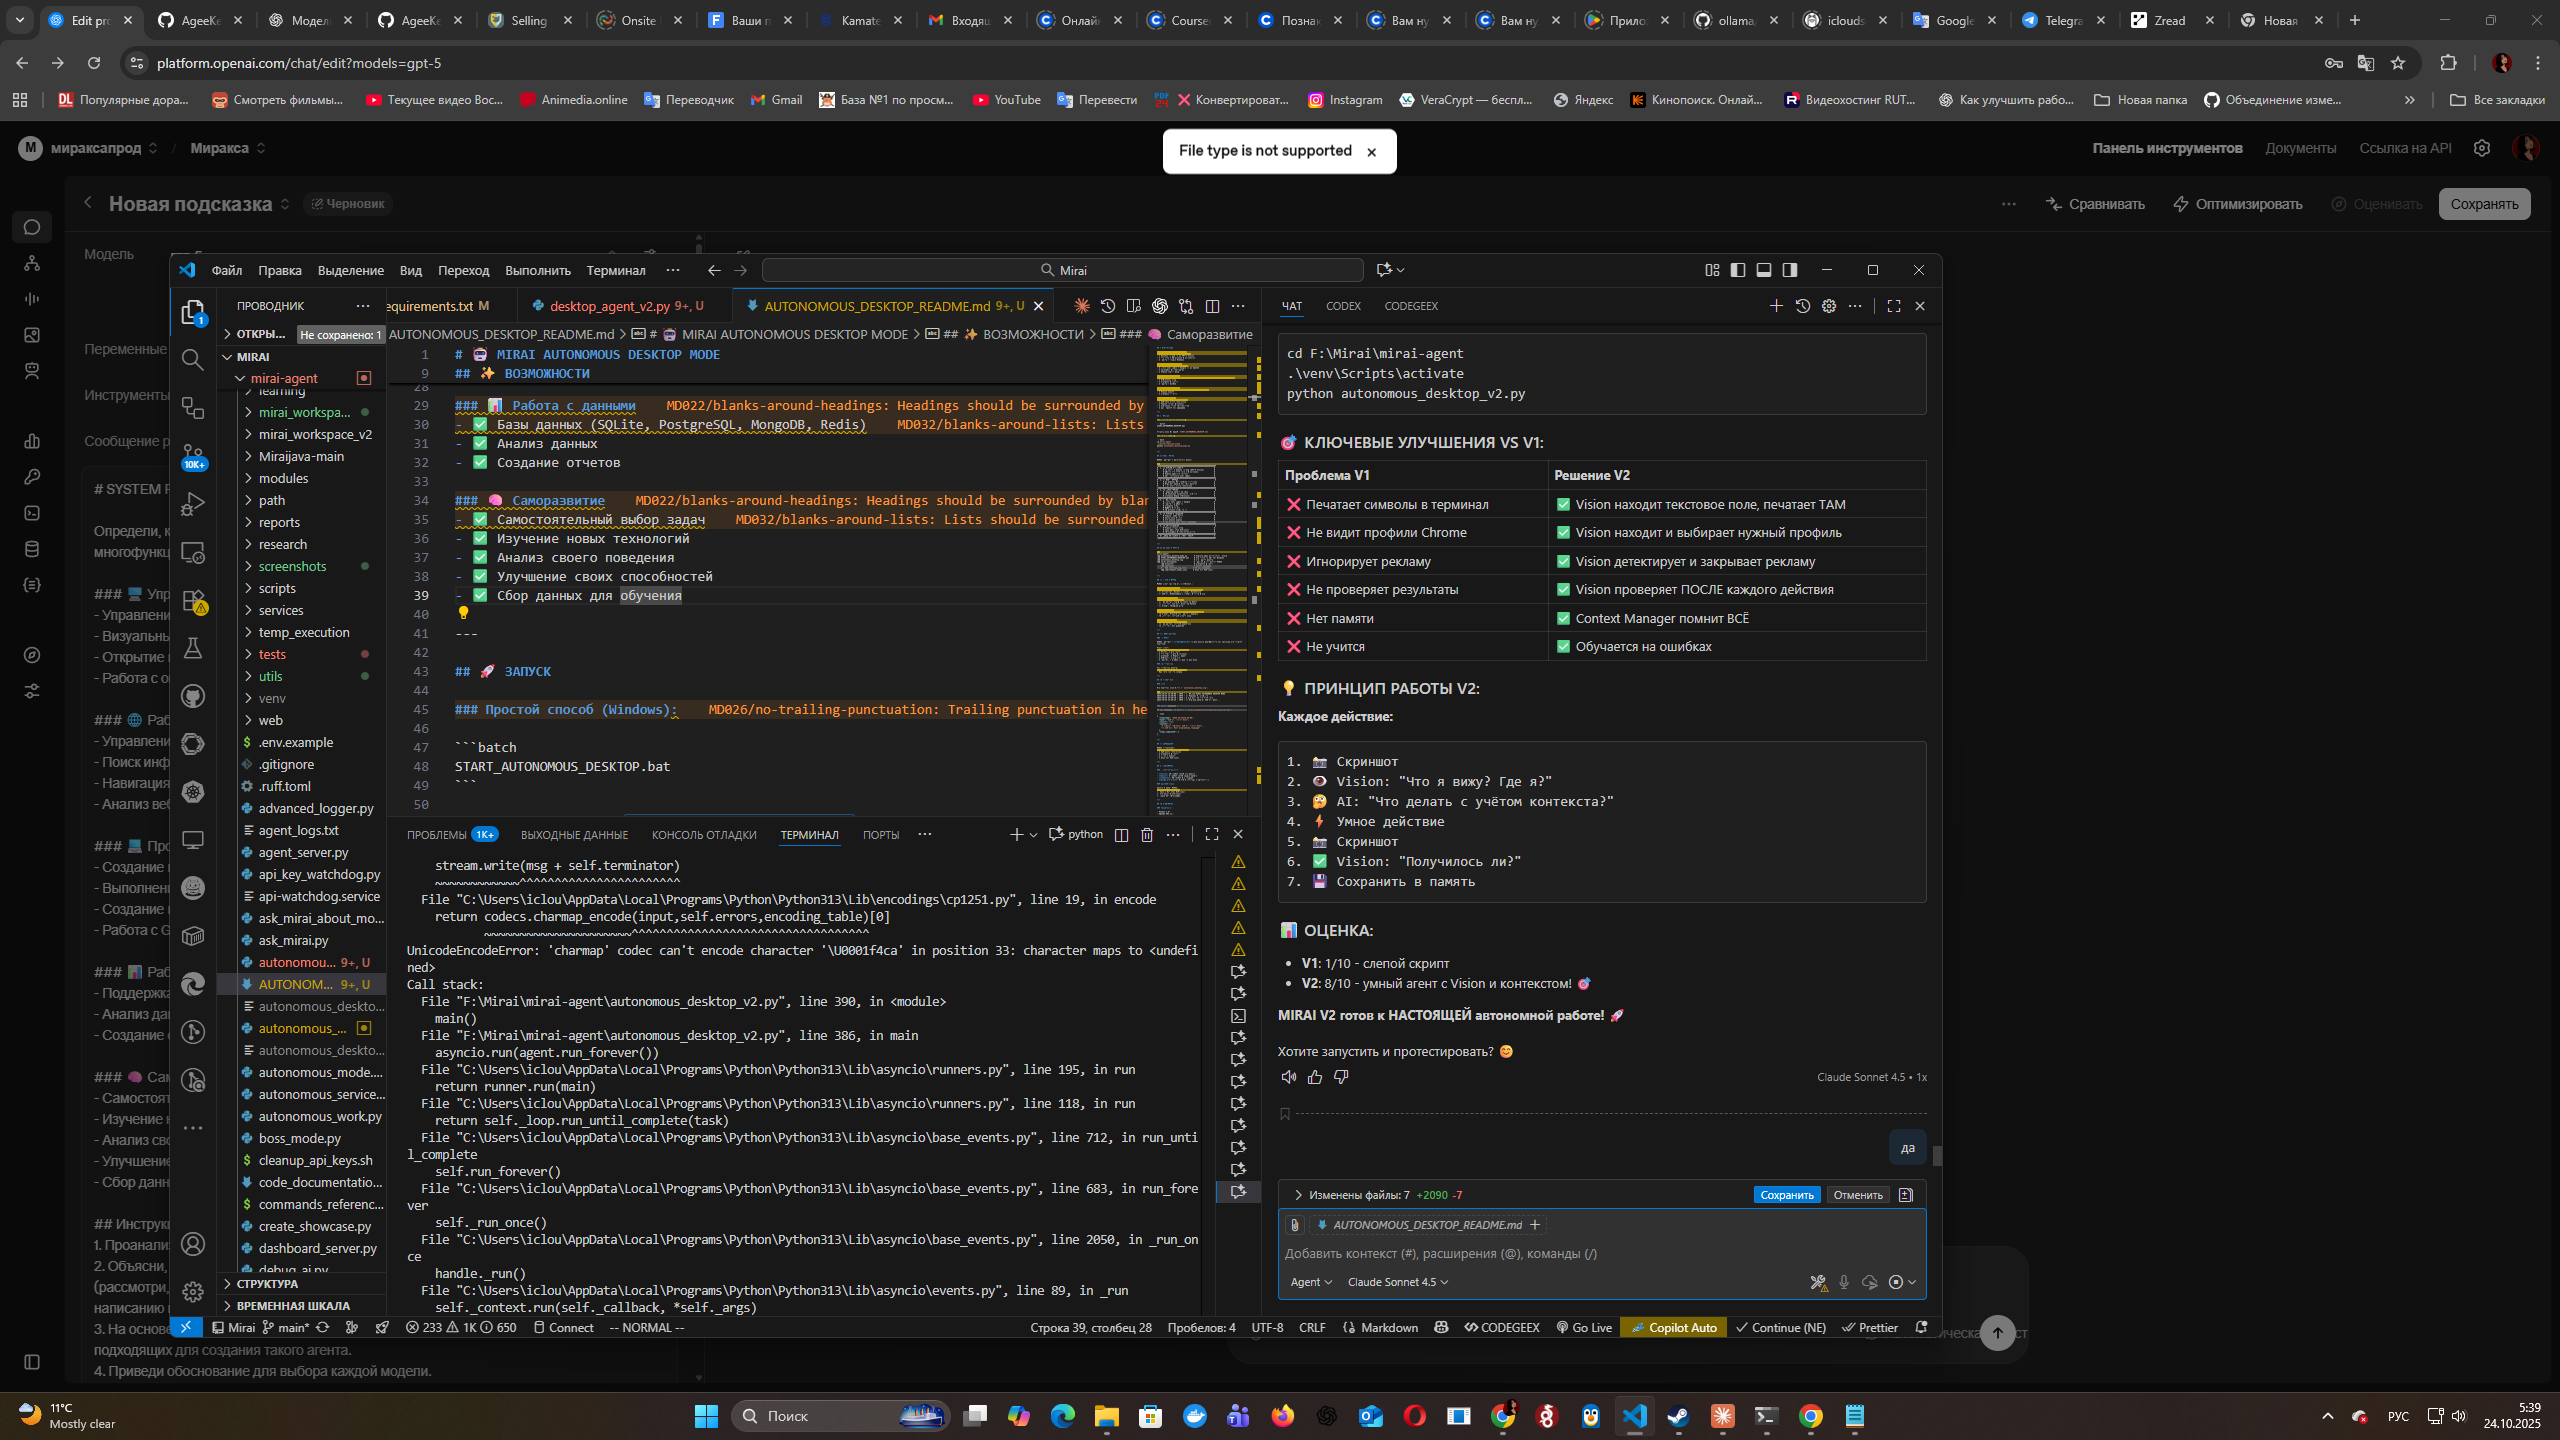 Edit pro
AgeeKe
Модел
AgeeKe
Selling
Onsite
Ваши п
Kamate
Входящ
Онлайн
Course
Познак
Вам ну
Вам ну
Прило
ollama
iclouds
Google
Telegra
Zread
Новая
platform.openai.com/chat/edit?models=gpt-5
Популярные дора...
Смотреть фильмы...
Текущее видео Вос...
Animedia.online
Переводчик
Gmail
База №1 по просм...
YouTube
Перевести
Конвертироват...
Instagram
VeraCrypt — беспл...
Яндекс
Кинопоиск. Онлай...
Видеохостинг RUT...
Как улучшить рабо...
Новая папка
Объединение изме...
Все закладки
M мираксапрод / Миракса
File type is not supported
Панель инструментов Документы Ссылка на API
Новая подсказка Черновик
Сравнивать Оптимизировать Оценивать Сохранять
Модель
Переменные
Инструменты
# SYSTEM
Определи, к
### 🖥️ Упр
- Управлени
- Визуальны
- Открытие
### 🌐 Раб
- Управлени
- Поиск инф
- Навигация
- Анализ веб
### 💻 Про
- Создание
- Выполнени
- Создание
- Работа с G
### 📊 Раб
- Поддержка
- Анализ дан
- Создание
### 🧠 Сам
- Самостоят
- Изучение
- Анализ сво
- Улучшение
- Сбор данн
## Инструкц
1. Проанализ
2. Объясни,
(рассмотри,
написанию
3. На основе
подходящих для создания такого агента.
4. Приведи обоснование для выбора каждой модели.
Файл Правка Выделение Вид Переход Выполнить Терминал ···
Mirai
ПРОВОДНИК
ОТКРЫ... Не сохранено: 1
MIRAI
mirai-agent
learning
mirai_workspa...
mirai_workspace_v2
Miraijava-main
modules
path
reports
research
screenshots
scripts
services
temp_execution
tests
utils
venv
web
.env.example
.gitignore
.ruff.toml
advanced_logger.py
agent_logs.txt
agent_server.py
api_key_watchdog.py
api-watchdog.service
ask_mirai_about_mo...
ask_mirai.py
autonomou... 9+, U
AUTONOM... 9+, U
autonomous_deskto...
autonomous_...
autonomous_deskto...
autonomous_mode....
autonomous_service...
autonomous_work.py
boss_mode.py
cleanup_api_keys.sh
code_documentatio...
commands_referenc...
create_showcase.py
dashboard_server.py
debug_ai.py
СТРУКТУРА
ВРЕМЕННАЯ ШКАЛА
1
10K+
equirements.txt M
desktop_agent_v2.py 9+, U
AUTONOMOUS_DESKTOP_README.md 9+, U
AUTONOMOUS_DESKTOP_README.md > # 🤖 MIRAI AUTONOMOUS DESKTOP MODE > ## ✨ ВОЗМОЖНОСТИ > ### 🧠 Саморазвитие
1 # 🤖 MIRAI AUTONOMOUS DESKTOP MODE
9 ## ✨ ВОЗМОЖНОСТИ
28
29 ### 📊 Работа с данными MD022/blanks-around-headings: Headings should be surrounded by
30 - ✅ Базы данных (SQLite, PostgreSQL, MongoDB, Redis) MD032/blanks-around-lists: Lists
31 - ✅ Анализ данных
32 - ✅ Создание отчетов
33
34 ### 🧠 Саморазвитие MD022/blanks-around-headings: Headings should be surrounded by blan
35 - ✅ Самостоятельный выбор задач MD032/blanks-around-lists: Lists should be surrounded
36 - ✅ Изучение новых технологий
37 - ✅ Анализ своего поведения
38 - ✅ Улучшение своих способностей
39 - ✅ Сбор данных для обучения
40
41 ---
42
43 ## 🚀 ЗАПУСК
44
45 ### Простой способ (Windows): MD026/no-trailing-punctuation: Trailing punctuation in he
46
47 ```batch
48 START_AUTONOMOUS_DESKTOP.bat
49 ```
50
ПРОБЛЕМЫ 1K+ ВЫХОДНЫЕ ДАННЫЕ КОНСОЛЬ ОТЛАДКИ ТЕРМИНАЛ ПОРТЫ ··· python
stream.write(msg + self.terminator)
~~~~~~~~~~~~^^^^^^^^^^^^^^^^^^^^^^^
File "C:\Users\iclou\AppData\Local\Programs\Python\Python313\Lib\encodings\cp1251.py", line 19, in encode
return codecs.charmap_encode(input,self.errors,encoding_table)[0]
~~~~~~~~~~~~~~~~~~~~~^^^^^^^^^^^^^^^^^^^^^^^^^^^^^^^^^^
UnicodeEncodeError: 'charmap' codec can't encode character '\U0001f4ca' in position 33: character maps to <undefi
ned>
Call stack:
File "F:\Mirai\mirai-agent\autonomous_desktop_v2.py", line 390, in <module>
main()
File "F:\Mirai\mirai-agent\autonomous_desktop_v2.py", line 386, in main
asyncio.run(agent.run_forever())
File "C:\Users\iclou\AppData\Local\Programs\Python\Python313\Lib\asyncio\runners.py", line 195, in run
return runner.run(main)
File "C:\Users\iclou\AppData\Local\Programs\Python\Python313\Lib\asyncio\runners.py", line 118, in run
return self._loop.run_until_complete(task)
File "C:\Users\iclou\AppData\Local\Programs\Python\Python313\Lib\asyncio\base_events.py", line 712, in run_unti
l_complete
self.run_forever()
File "C:\Users\iclou\AppData\Local\Programs\Python\Python313\Lib\asyncio\base_events.py", line 683, in run_fore
ver
self._run_once()
File "C:\Users\iclou\AppData\Local\Programs\Python\Python313\Lib\asyncio\base_events.py", line 2050, in _run_on
ce
handle._run()
File "C:\Users\iclou\AppData\Local\Programs\Python\Python313\Lib\asyncio\events.py", line 89, in _run
self._context.run(self._callback, *self._args)
ЧАТ CODEX CODEGEEX
cd F:\Mirai\mirai-agent
.\venv\Scripts\activate
python autonomous_desktop_v2.py
🎯 КЛЮЧЕВЫЕ УЛУЧШЕНИЯ VS V1:
Проблема V1 Решение V2
❌ Печатает символы в терминал ✅ Vision находит текстовое поле, печатает ТАМ
❌ Не видит профили Chrome ✅ Vision находит и выбирает нужный профиль
❌ Игнорирует рекламу ✅ Vision детектирует и закрывает рекламу
❌ Не проверяет результаты ✅ Vision проверяет ПОСЛЕ каждого действия
❌ Нет памяти ✅ Context Manager помнит ВСЁ
❌ Не учится ✅ Обучается на ошибках
💡 ПРИНЦИП РАБОТЫ V2:
Каждое действие:
1. 📸 Скриншот
2. 👁️ Vision: "Что я вижу? Где я?"
3. 🤔 AI: "Что делать с учётом контекста?"
4. ⚡ Умное действие
5. 📸 Скриншот
6. ✅ Vision: "Получилось ли?"
7. 💾 Сохранить в память
📊 ОЦЕНКА:
• V1: 1/10 - слепой скрипт
• V2: 8/10 - умный агент с Vision и контекстом! 🎯
MIRAI V2 готов к НАСТОЯЩЕЙ автономной работе! 🚀
Хотите запустить и протестировать? 😊
Claude Sonnet 4.5 • 1x
да
Изменены файлы: 7 +2090 -7 Сохранить Отменить
AUTONOMOUS_DESKTOP_README.md
Добавить контекст (#), расширения (@), команды (/)
Agent Claude Sonnet 4.5
Mirai main* 233 1K 650 Connect -- NORMAL --
Строка 39, столбец 28 Пробелов: 4 UTF-8 CRLF Markdown CODEGEEX Go Live Copilot Auto Continue (NE) Prettier
11°C
Mostly clear
Поиск
РУС
5:39
24.10.2025